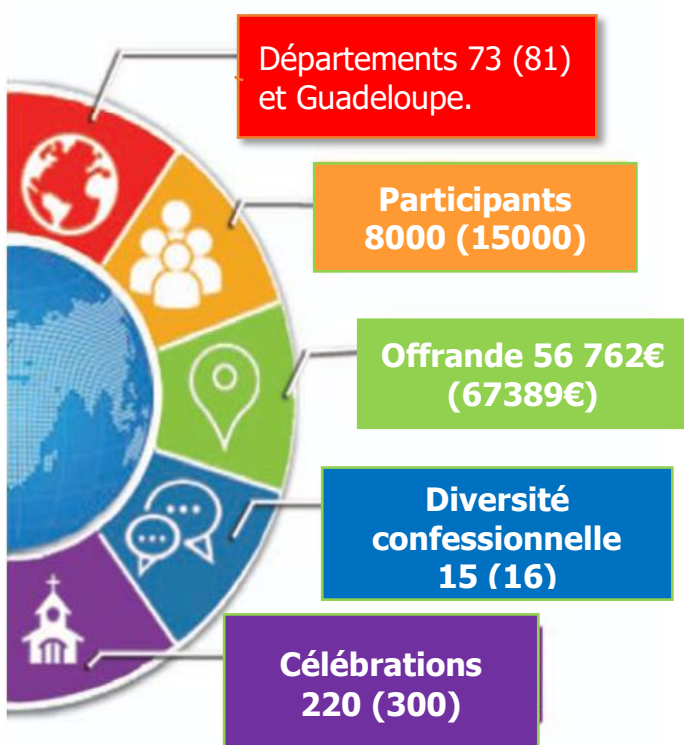 Départements 73 (81)
et Guadeloupe.
Participants
8000 (15000)
Offrande 56 762€
(67389€)
Diversité
confessionnelle
15 (16)
Célébrations
220 (300)